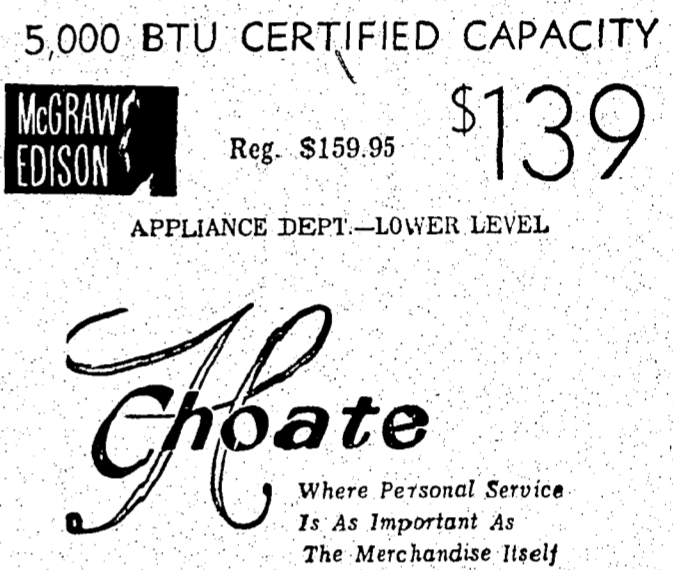 5,000 BTU CERTIFIED CAPACITY
McGRAW
EDISON
Reg. $159.95
$139
APPLIANCE DEPT.—LOWER LEVEL
H Choate
Where Personal Service
Is As Important As
The Merchandise Itself